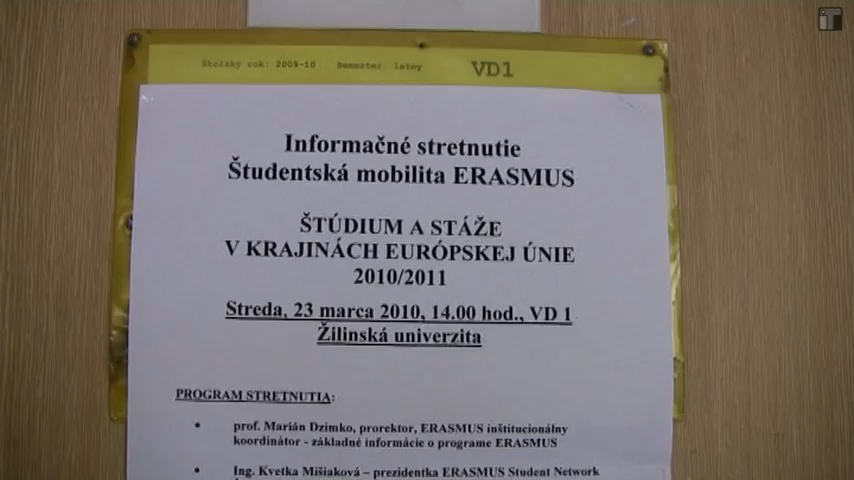 Školský rok: 2009-10 Semester: letný VD1
Informačné stretnutie
Študentská mobilita ERASMUS
ŠTÚDIUM A STÁŽE
V KRAJINÁCH EURÓPSKEJ ÚNIE
2010/2011
Streda, 23 marca 2010, 14.00 hod., VD 1
Žilinská univerzita
PROGRAM STRETNUTIA:
• prof. Marián Dzimko, prorektor, ERASMUS inštitucionálny
koordinátor - základné informácie o programe ERASMUS
• Ing. Kvetka Mišiaková – prezidentka ERASMUS Student Network